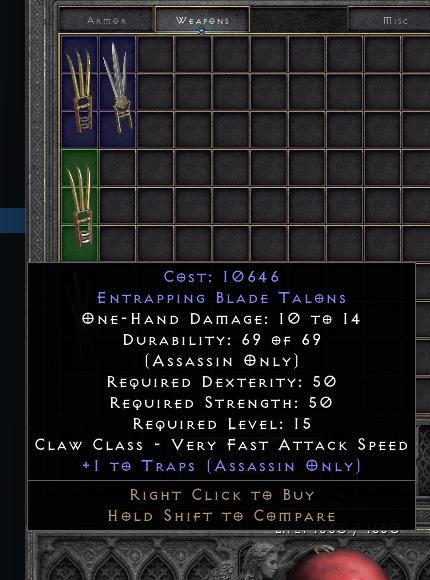 Armor
Weapons
Misc
Cost: 10646
Entrapping Blade Talons
One-Hand Damage: 10 to 14
Durability: 69 of 69
(Assassin Only)
Required Dexterity: 50
Required Strength: 50
Required Level: 15
Claw Class - Very Fast Attack Speed
+1 to Traps (Assassin Only)
Right Click to Buy
Hold Shift to Compare